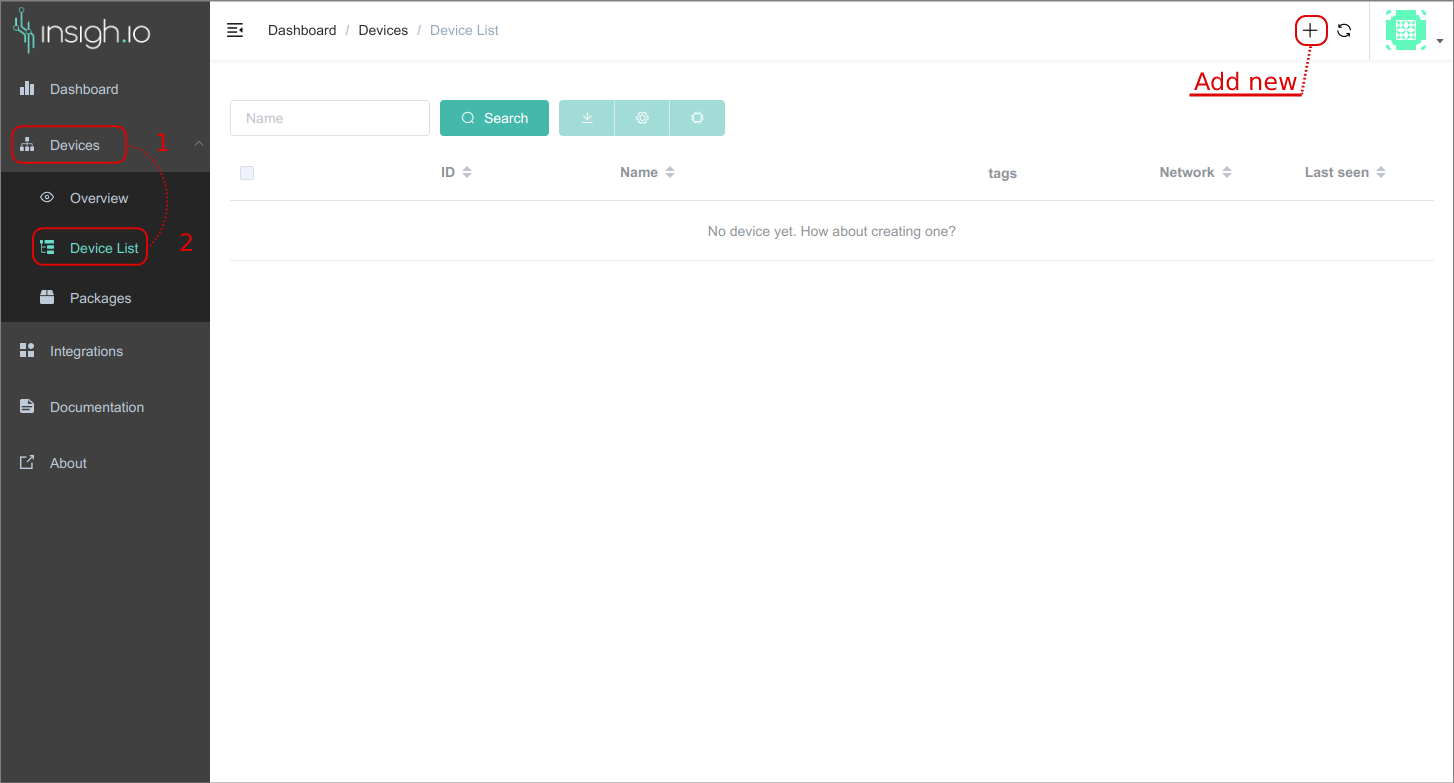 insigh.io
Dashboard / Devices / Device List
Add new
Dashboard
Devices
1
Overview
Device List
2
Packages
Integrations
Documentation
About
Name
Search
ID
Name
tags
Network
Last seen
No device yet. How about creating one?